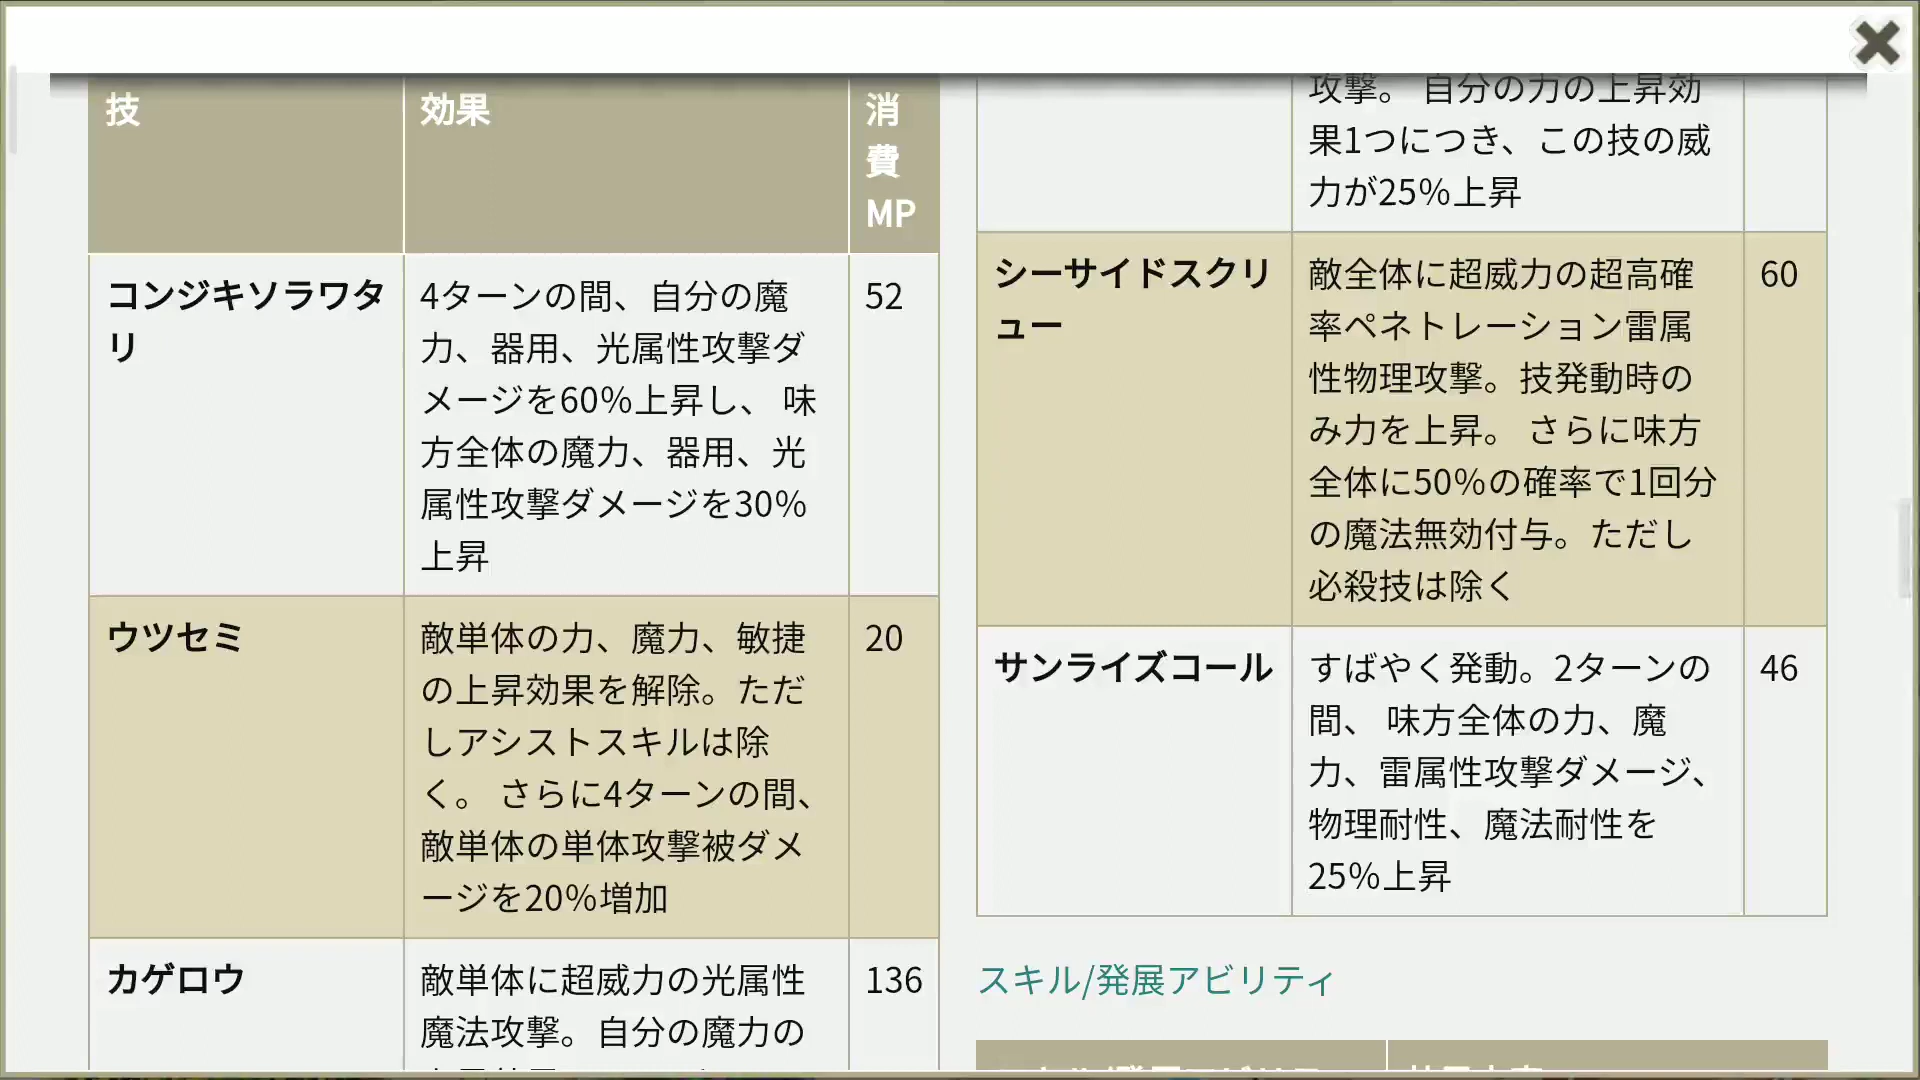 技
効果
消
費
MP
コンジキソラワタ
リ
4ターンの間、自分の魔
力、器用、光属性攻撃ダ
メージを60%上昇し、 味
方全体の魔力、器用、光
属性攻撃ダメージを30%
上昇
52
ウツセミ
敵単体の力、魔力、敏捷
の上昇効果を解除。ただ
しアシストスキルは除
く。 さらに4ターンの間、
敵単体の単体攻撃被ダメ
ージを20%増加
20
カゲロウ
敵単体に超威力の光属性
魔法攻撃。自分の魔力の
136
攻撃。 自分の力の上昇効
果1つにつき、この技の威
力が25%上昇
シーサイドスクリ
ュー
敵全体に超威力の超高確
率ペネトレーション雷属
性物理攻撃。技発動時の
み力を上昇。 さらに味方
全体に50%の確率で1回分
の魔法無効付与。ただし
必殺技は除く
60
サンライズコール
すばやく発動。2ターンの
間、 味方全体の力、魔
力、雷属性攻撃ダメージ、
物理耐性、魔法耐性を
25%上昇
46
スキル/発展アビリティ